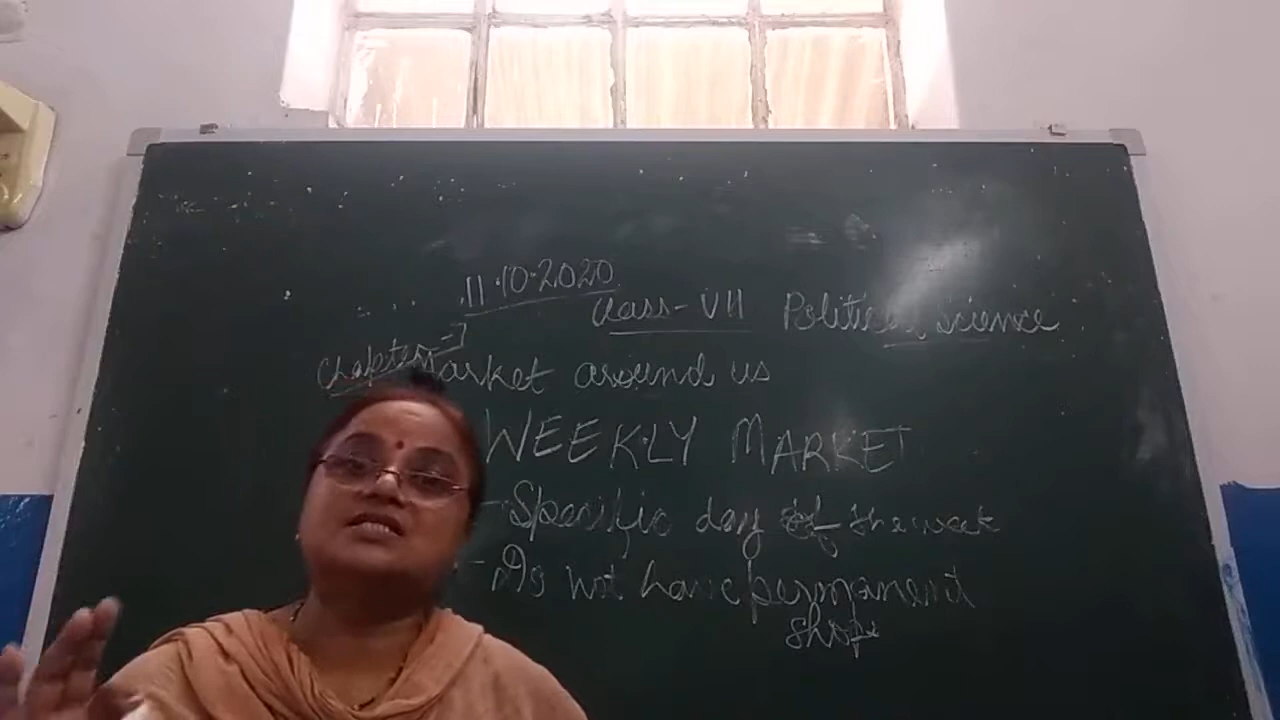 11.10.2020
Class-VII Political science
Chapter-7
Market around us
WEEKLY MARKET
- Specific day of the week
- Do not have permanent
shops